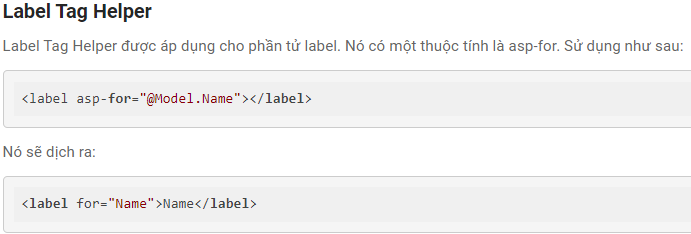 Label Tag Helper
Label Tag Helper được áp dụng cho phần tử label. Nó có một thuộc tính là asp-for. Sử dụng như sau:
<label asp-for="@Model.Name"></label>
Nó sẽ dịch ra:
<label for="Name">Name</label>